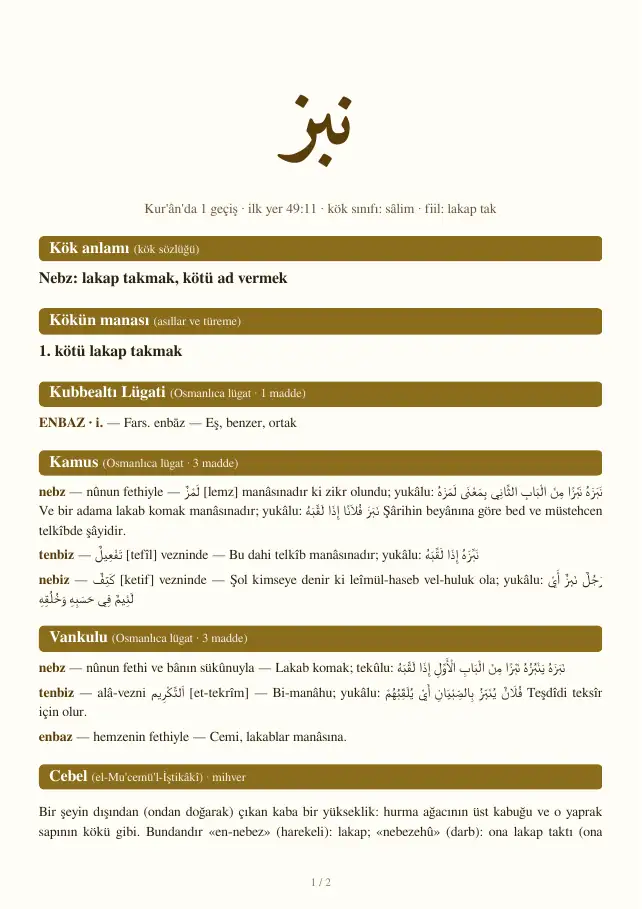 نبز
Kur'ân'da 1 geçiş · ilk yer 49:11 · kök sınıfı: sâlim · fiil: lakap tak
Kök anlamı (kök sözlüğü)
Nebz: lakap takmak, kötü ad vermek
Kökün manası (asıllar ve türeme)
1. kötü lakap takmak
Kubbealtı Lügati (Osmanlıca lügat · 1 madde)
ENBAZ · i. — Fars. enbāz — Eş, benzer, ortak
Kamus (Osmanlıca lügat · 3 madde)
nebz — nûnun fethiyle — لَمْزٌ [lemz] manâsınadır ki zikr olundu; yukâlu: نَبَزَهُ نَبْزًا مِنَ الْبَابِ الثَّانِي بِمَعْنَى لَمَزَهُ
Ve bir adama lakab komak manâsınadır; yukâlu: نَبَزَ فُلَانًا إِذَا لَقَّبَهُ Şârihin beyânına göre bed ve müstehcen
telkîbde şâyidir.
tenbiz — تَفْعِيلٌ [tefîl] vezninde — Bu dahi telkîb manâsınadır; yukâlu: نَبَّزَهُ إِذَا لَقَّبَهُ
nebiz — كَتِفٌ [ketif] vezninde — Şol kimseye denir ki leîmül-haseb vel-huluk ola; yukâlu: رَجُلٌ نَبِزٌ أَيْ
لَئِيمٌ فِي حَسَبِهِ وَخُلُقِهِ
Vankulu (Osmanlıca lügat · 3 madde)
nebz — nûnun fethi ve bânın sükûnuyla — Lakab komak; tekûlu: نَبَزَهُ يَنْبُزُهُ نَبْزًا مِنَ الْبَابِ الْأَوَّلِ إِذَا لَقَّبَهُ
tenbiz — alâ-vezni اَلتَّكْرِيم [et-tekrîm] — Bi-manâhu; yukâlu: فُلَانٌ يُنَبِّزُ بِالصِّبْيَانِ أَيْ يُلَقِّبُهُمْ Teşdîdi teksîr
için olur.
enbaz — hemzenin fethiyle — Cemi, lakablar manâsına.
Cebel (el-Mu'cemü'l-İştikâkî) · mihver
Bir şeyin dışından (ondan doğarak) çıkan kaba bir yükseklik: hurma ağacının üst kabuğu ve o yaprak
sapının kökü gibi. Bundandır «en-nebez» (harekeli): lakap; «nebezehû» (darb): ona lakap taktı (ona
1 / 2